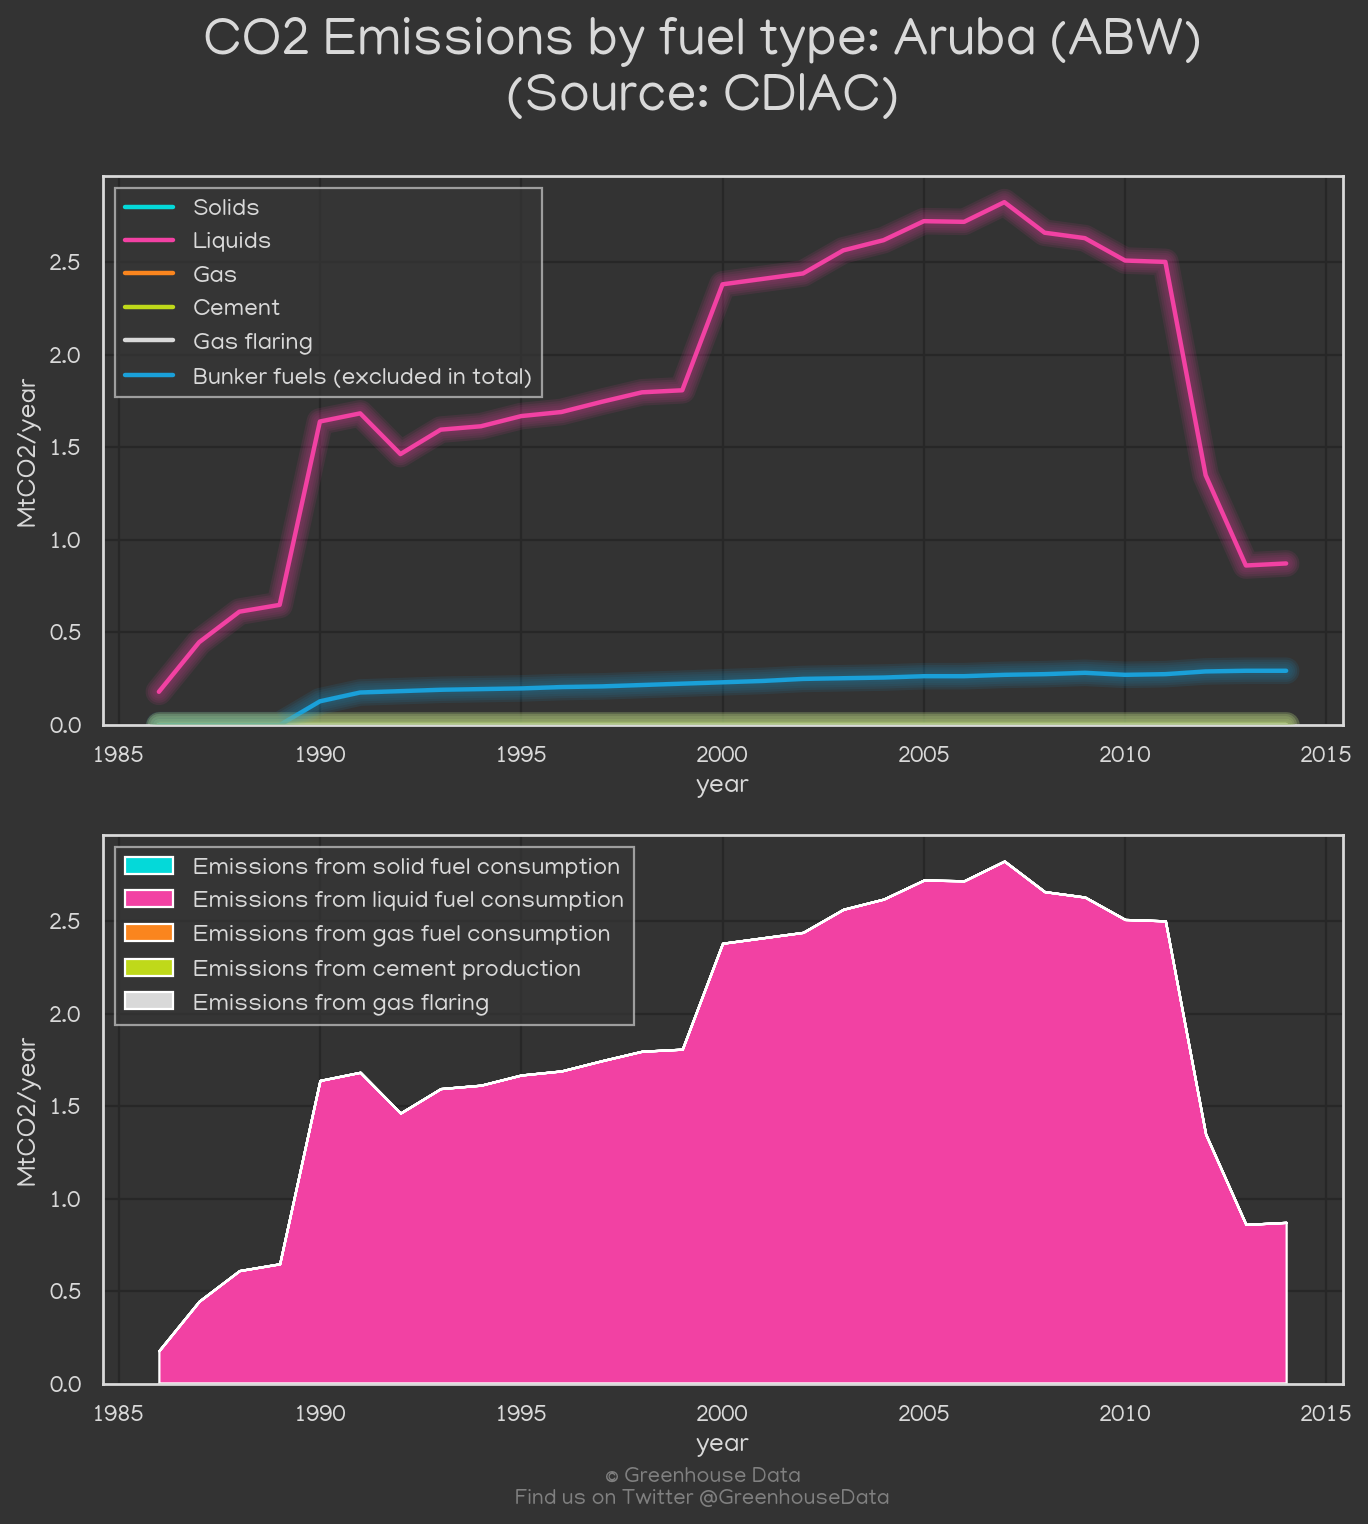 CO2 Emissions by fuel type: Aruba (ABW)
(Source: CDIAC)
Solids
Liquids
Gas
Cement
Gas flaring
Bunker fuels (excluded in total)
MtCO2/year
2.5
2.0
1.5
1.0
0.5
0.0
1985 1990 1995 2000 2005 2010 2015
year
Emissions from solid fuel consumption
Emissions from liquid fuel consumption
Emissions from gas fuel consumption
Emissions from cement production
Emissions from gas flaring
MtCO2/year
2.5
2.0
1.5
1.0
0.5
0.0
1985 1990 1995 2000 2005 2010 2015
year
© Greenhouse Data
Find us on Twitter @GreenhouseData